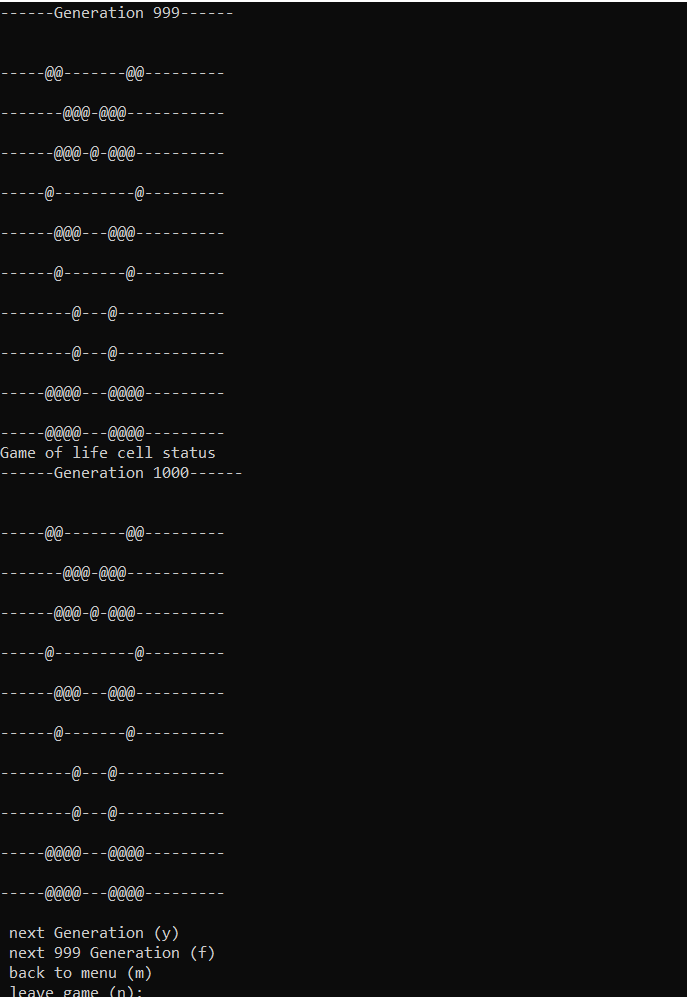 ------Generation 999------
-----@@-------@@---------
-------@@@-@@@-----------
------@@@-@-@@@----------
-----@---------@---------
------@@@---@@@----------
------@-------@----------
--------@---@------------
--------@---@------------
-----@@@@---@@@@---------
-----@@@@---@@@@---------
Game of life cell status
------Generation 1000------
-----@@-------@@---------
-------@@@-@@@-----------
------@@@-@-@@@----------
-----@---------@---------
------@@@---@@@----------
------@-------@----------
--------@---@------------
--------@---@------------
-----@@@@---@@@@---------
-----@@@@---@@@@---------
next Generation (y)
next 999 Generation (f)
back to menu (m)
leave game (n):